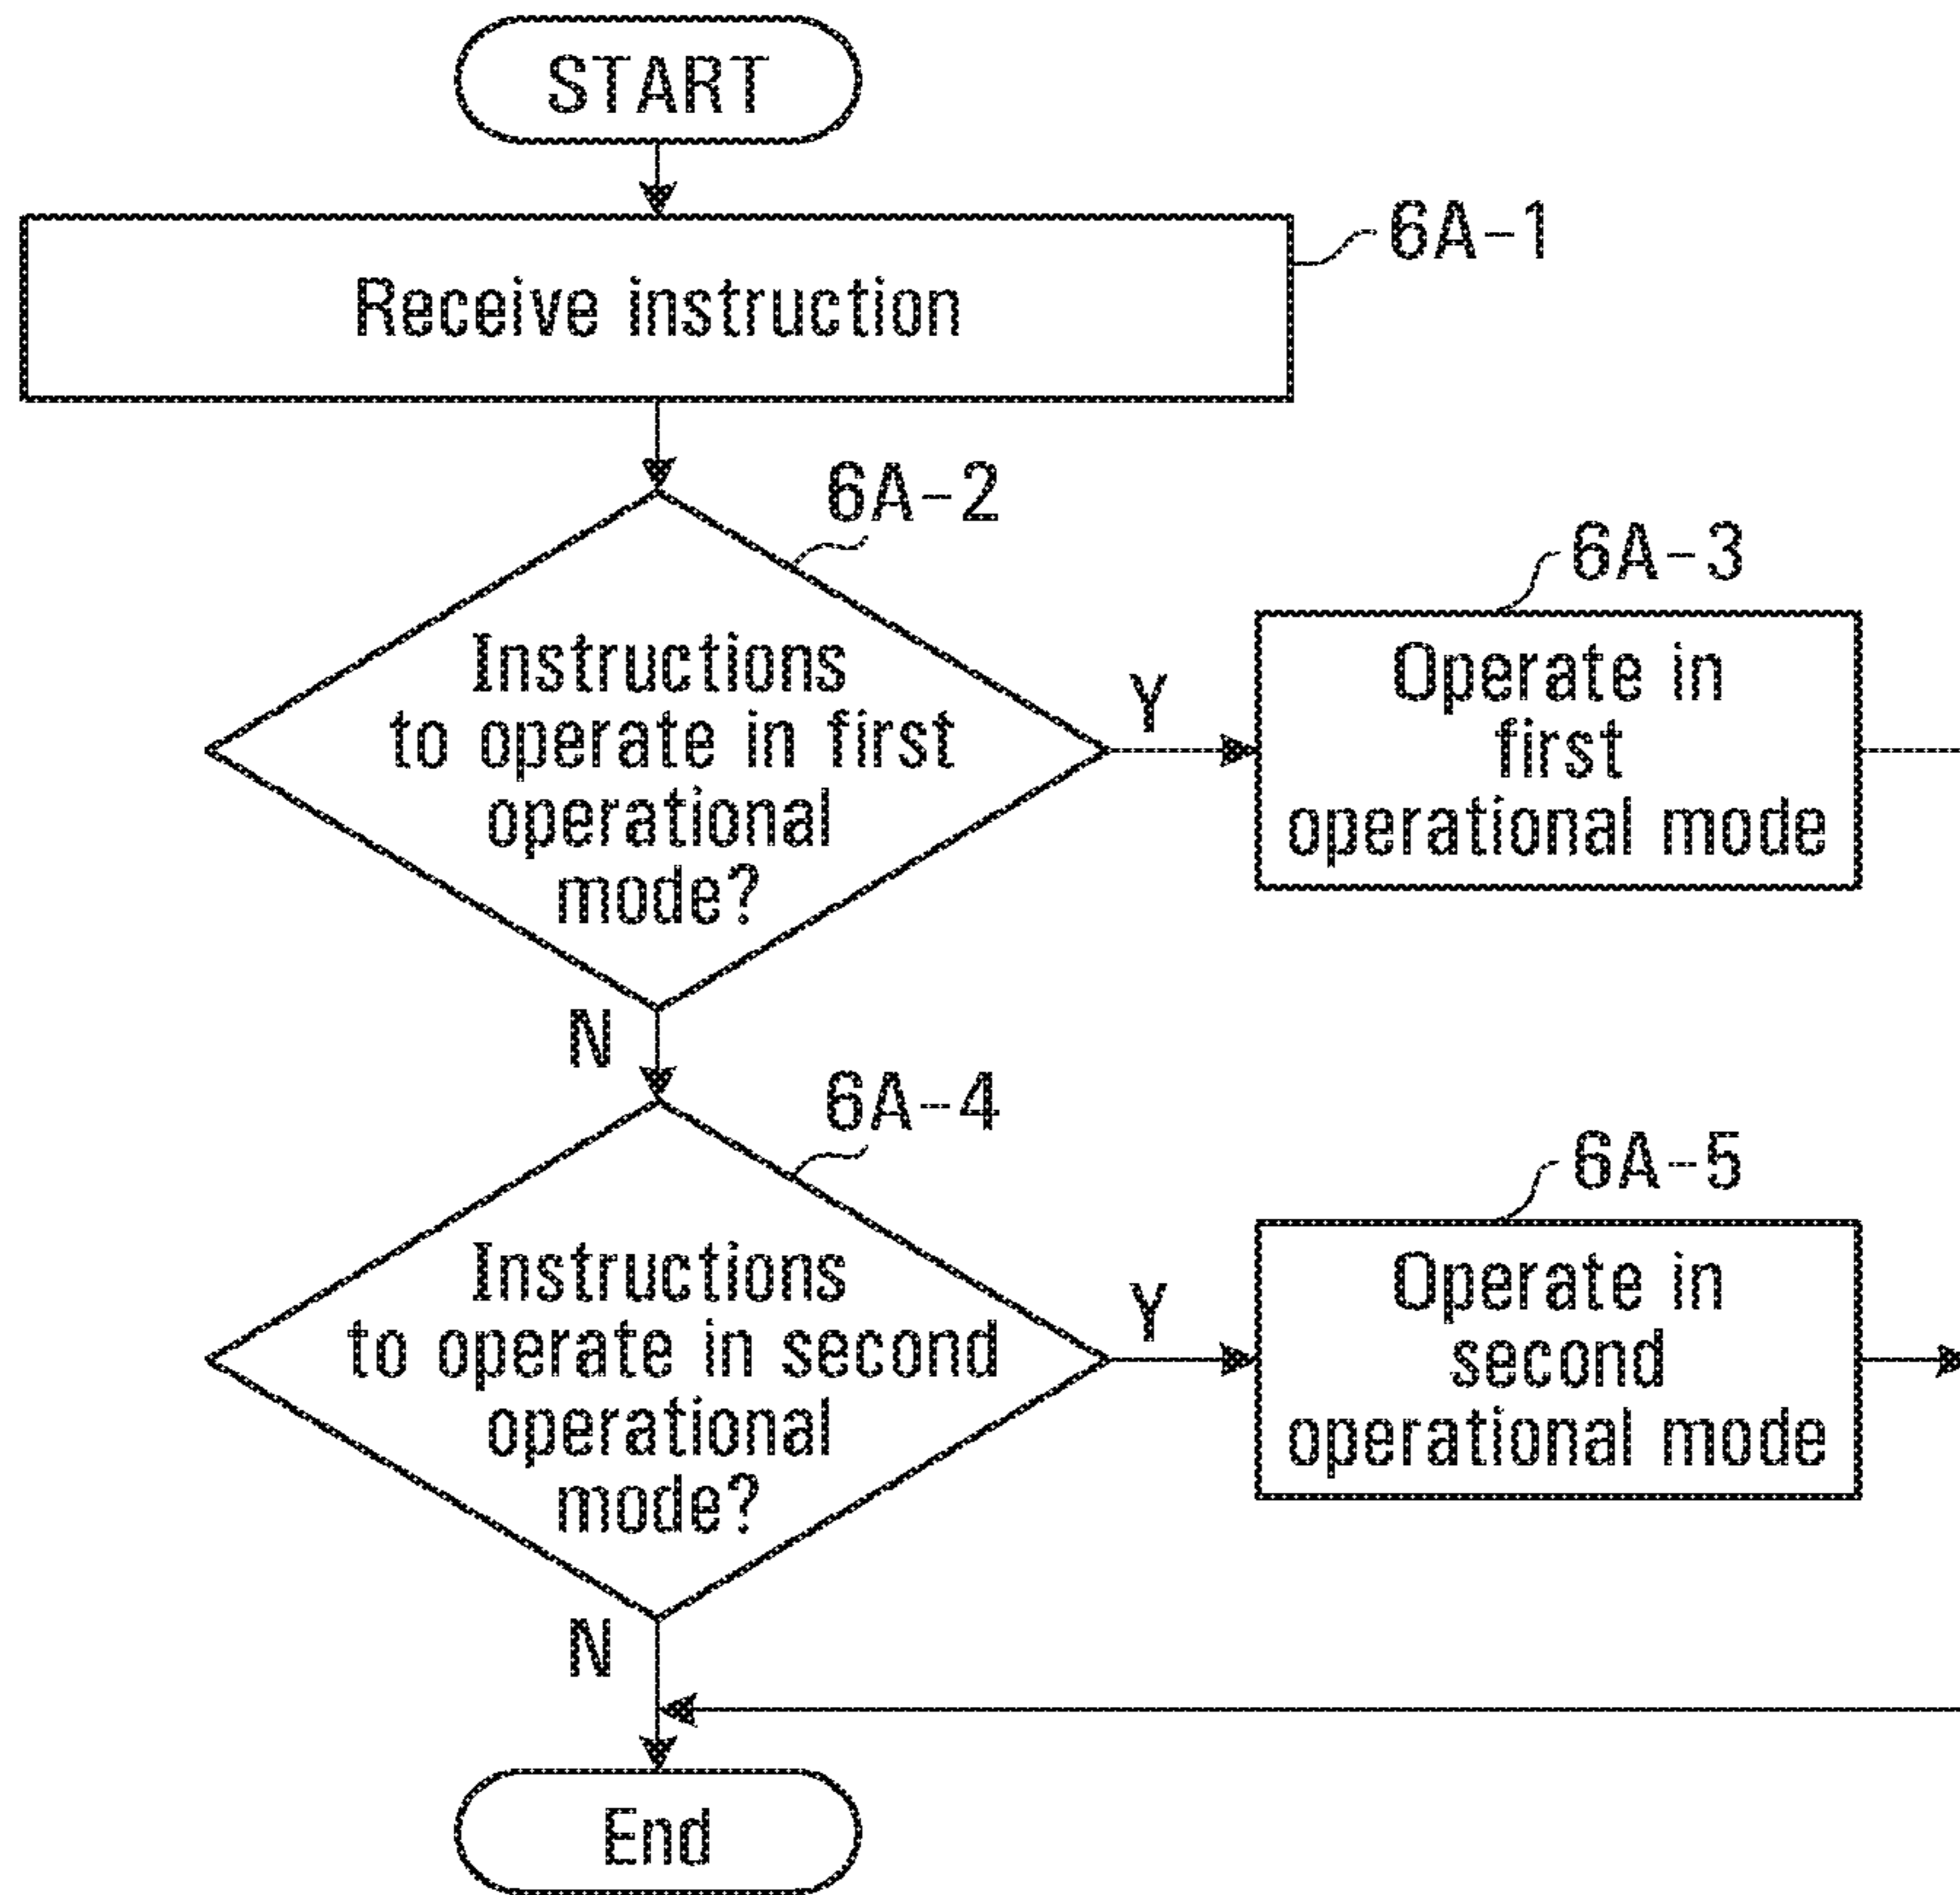 START
6A-1
Receive instruction
6A-2
Instructions
to operate in first
operational
mode?
Y
6A-3
Operate in
first
operational mode
N
6A-4
Instructions
to operate in second
operational
mode?
Y
6A-5
Operate in
second
operational mode
N
End